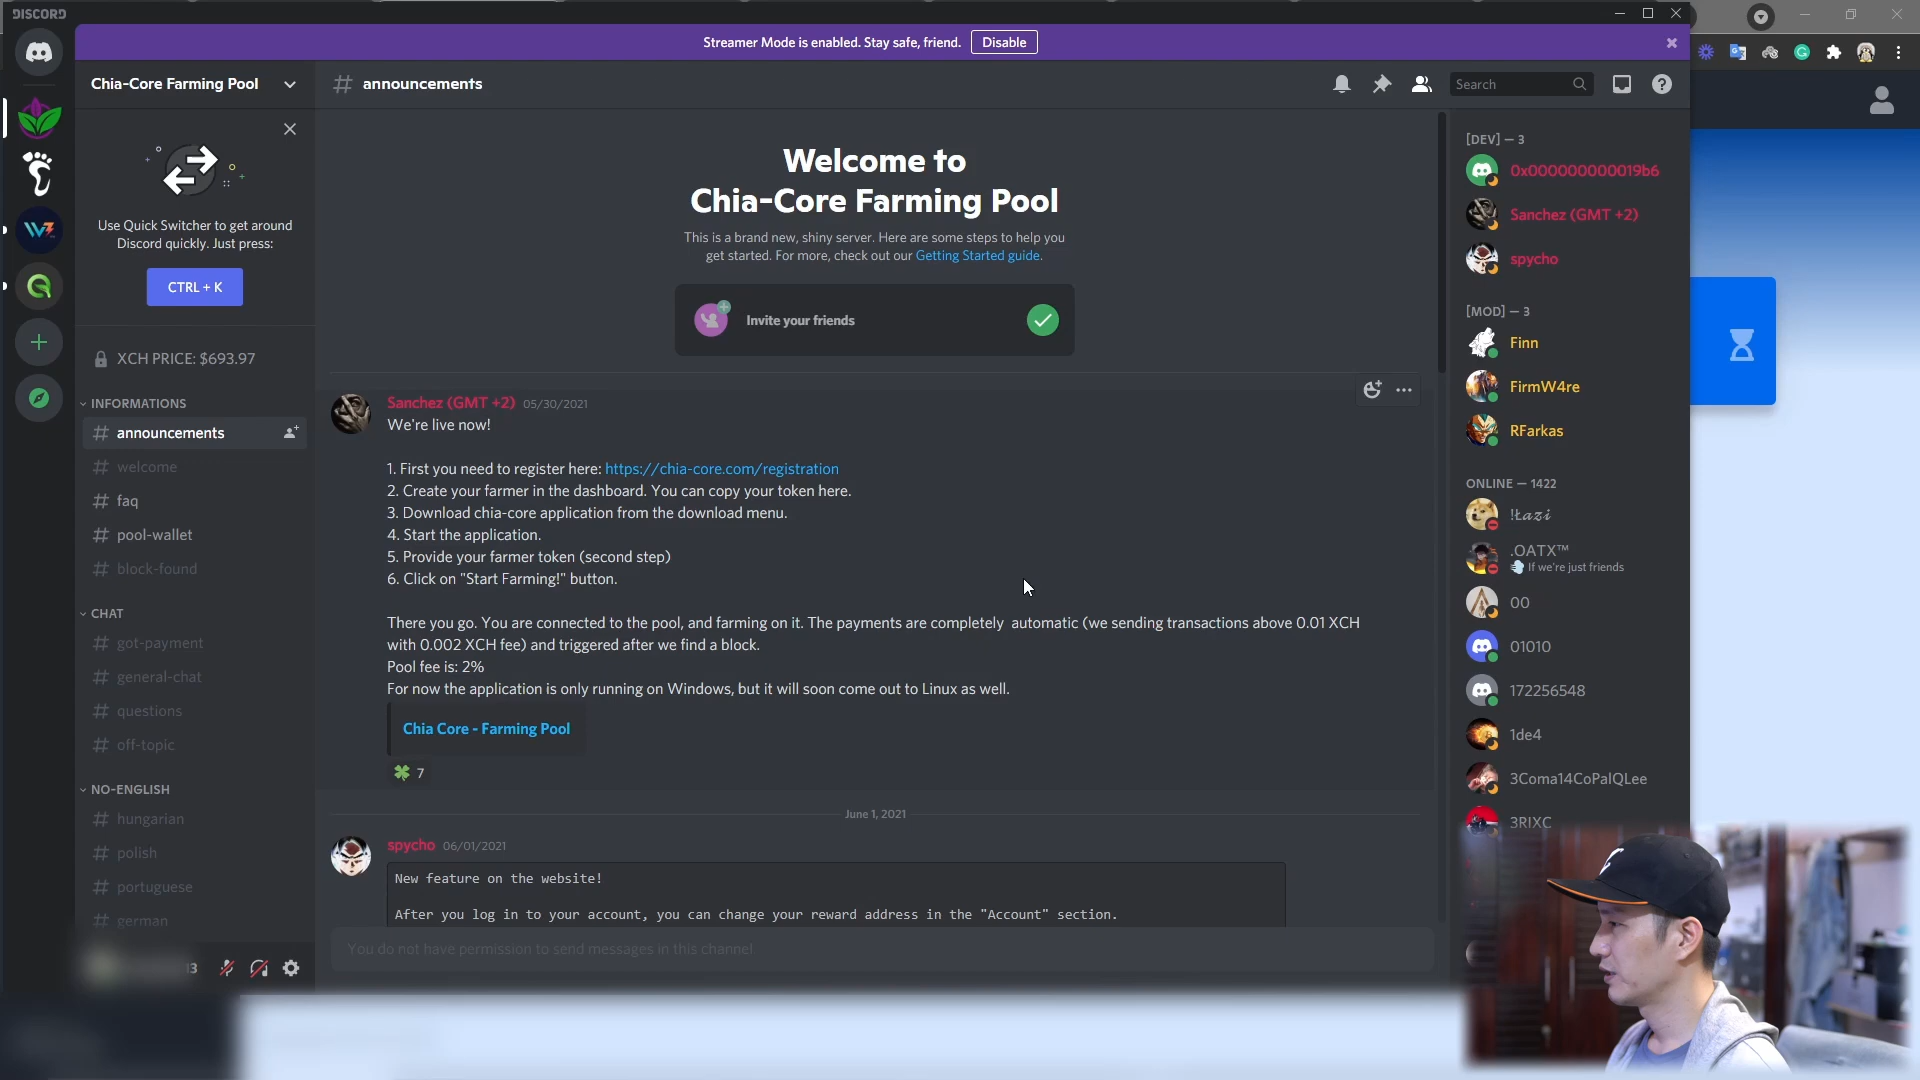 DISCORD
Streamer Mode is enabled. Stay safe, friend.
Disable
Chia-Core Farming Pool
announcements
Search
Use Quick Switcher to get around
Discord quickly. Just press:
CTRL + K
XCH PRICE: $693.97
INFORMATIONS
announcements
welcome
faq
pool-wallet
block-found
CHAT
got-payment
general-chat
questions
off-topic
NO-ENGLISH
hungarian
polish
portuguese
german
Welcome to
Chia-Core Farming Pool
This is a brand new, shiny server. Here are some steps to help you
get started. For more, check out our Getting Started guide.
Invite your friends
Sanchez (GMT +2) 05/30/2021
We're live now!
1. First you need to register here: https://chia-core.com/registration
2. Create your farmer in the dashboard. You can copy your token here.
3. Download chia-core application from the download menu.
4. Start the application.
5. Provide your farmer token (second step)
6. Click on "Start Farming!" button.
There you go. You are connected to the pool, and farming on it. The payments are completely automatic (we sending transactions above 0.01 XCH
with 0.002 XCH fee) and triggered after we find a block.
Pool fee is: 2%
For now the application is only running on Windows, but it will soon come out to Linux as well.
Chia Core - Farming Pool
7
June 1, 2021
spycho 06/01/2021
New feature on the website!
After you log in to your account, you can change your reward address in the "Account" section.
You do not have permission to send messages in this channel
[DEV] — 3
0x000000000019b6
Sanchez (GMT +2)
spycho
[MOD] — 3
Finn
FirmW4re
RFarkas
ONLINE — 1422
!Ł𝓪𝔃𝓲
.OATX™
If we're just friends
00
01010
172256548
1de4
3Coma14CoPalQLee
3RIXC